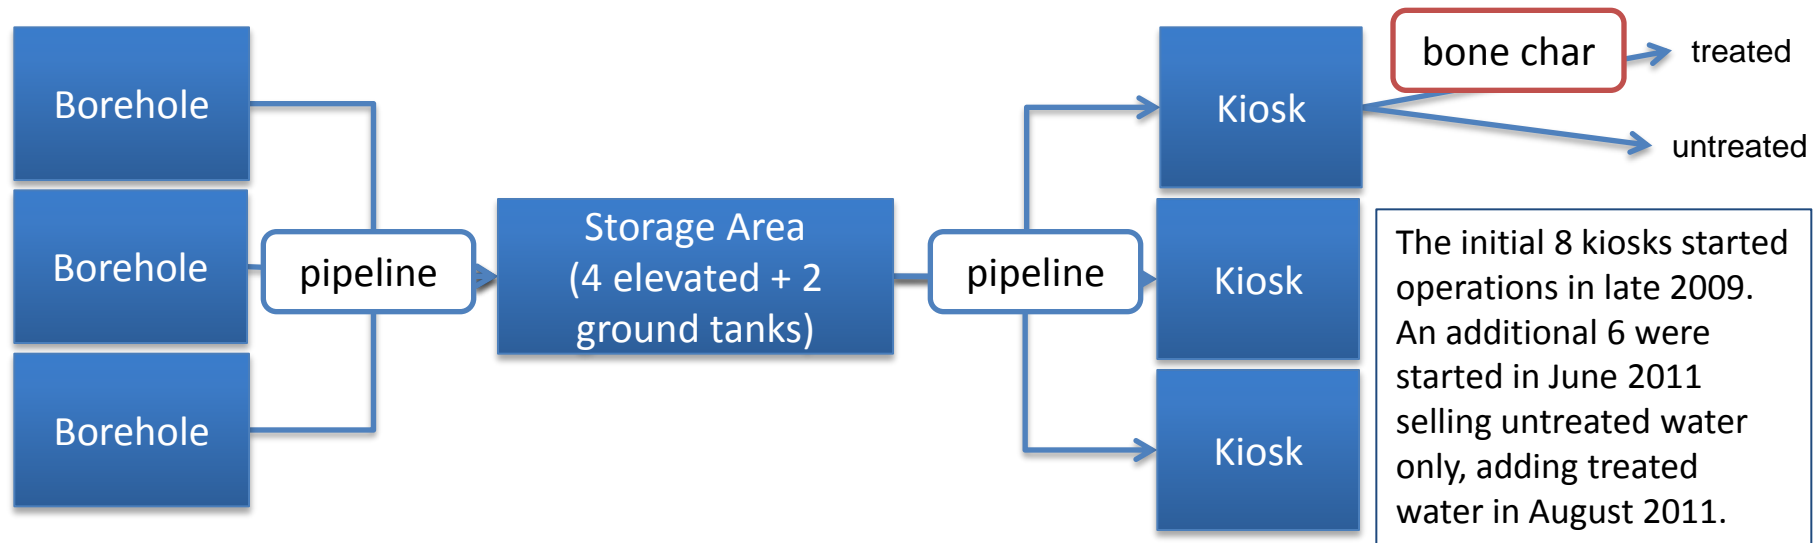 Borehole
Borehole
Borehole
pipeline
Storage Area
(4 elevated + 2
ground tanks)
pipeline
Kiosk
Kiosk
Kiosk
bone char
treated
untreated
The initial 8 kiosks started
operations in late 2009.
An additional 6 were
started in June 2011
selling untreated water
only, adding treated
water in August 2011.